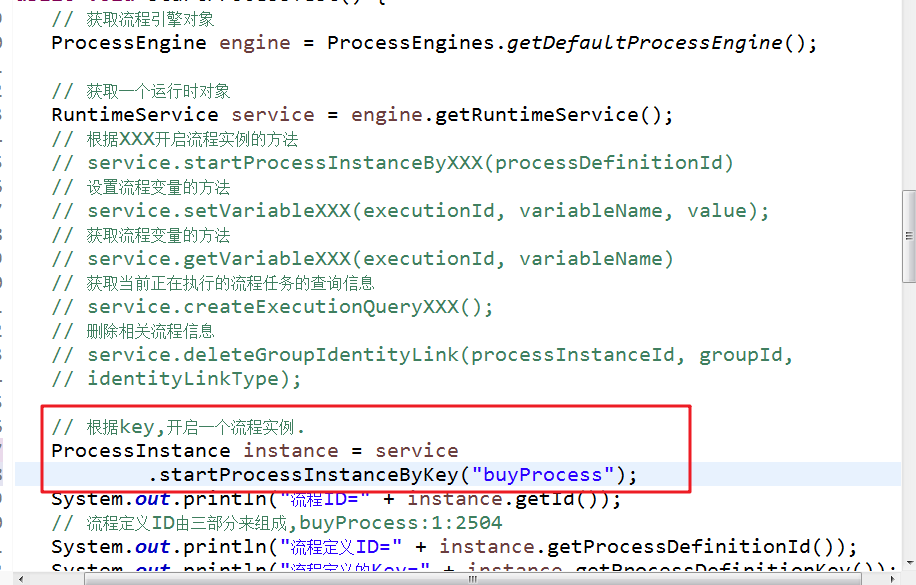 // 获取流程引擎对象
ProcessEngine engine = ProcessEngines.getDefaultProcessEngine();
// 获取一个运行时对象
RuntimeService service = engine.getRuntimeService();
// 根据XXX开启流程实例的方法
// service.startProcessInstanceByXXX(processDefinitionId)
// 设置流程变量的方法
// service.setVariableXXX(executionId, variableName, value);
// 获取流程变量的方法
// service.getVariableXXX(executionId, variableName)
// 获取当前正在执行的流程任务的查询信息
// service.createExecutionQueryXXX();
// 删除相关流程信息
// service.deleteGroupIdentityLink(processInstanceId, groupId,
// identityLinkType);
// 根据key,开启一个流程实例.
ProcessInstance instance = service
.startProcessInstanceByKey("buyProcess");
System.out.println("流程ID=" + instance.getId());
// 流程定义ID由三部分来组成,buyProcess:1:2504
System.out.println("流程定义ID=" + instance.getProcessDefinitionId());
System.out.println("流程定义的Key=" + instance.getProcessDefinitionKey());